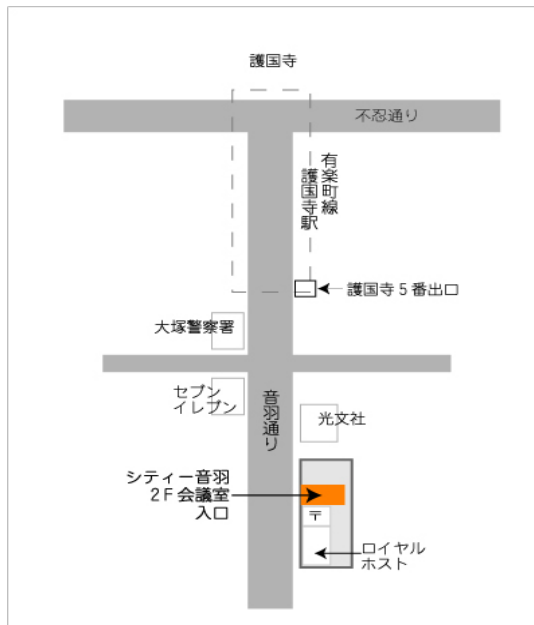 護国寺
不忍通り
有楽町線
護国寺駅
護国寺5番出口
大塚警察署
セブン
イレブン
音羽通り
光文社
シティー音羽
2F会議室
入口
〒
ロイヤル
ホスト